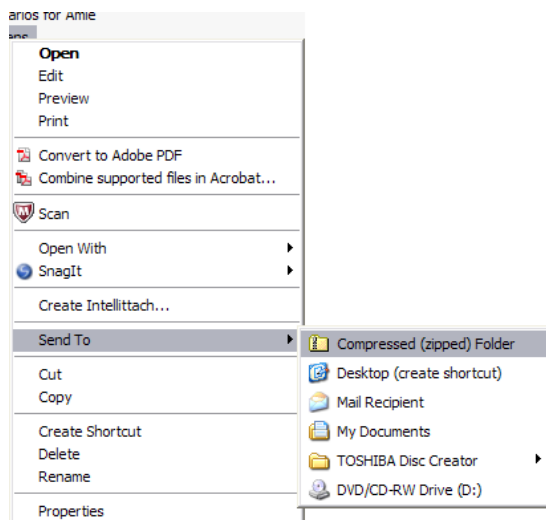 arios for Amie
Open
Edit
Preview
Print
Convert to Adobe PDF
Combine supported files in Acrobat...
Scan
Open With
SnagIt
Create Intellittach...
Send To
Compressed (zipped) Folder
Desktop (create shortcut)
Mail Recipient
My Documents
TOSHIBA Disc Creator
DVD/CD-RW Drive (D:)
Cut
Copy
Create Shortcut
Delete
Rename
Properties